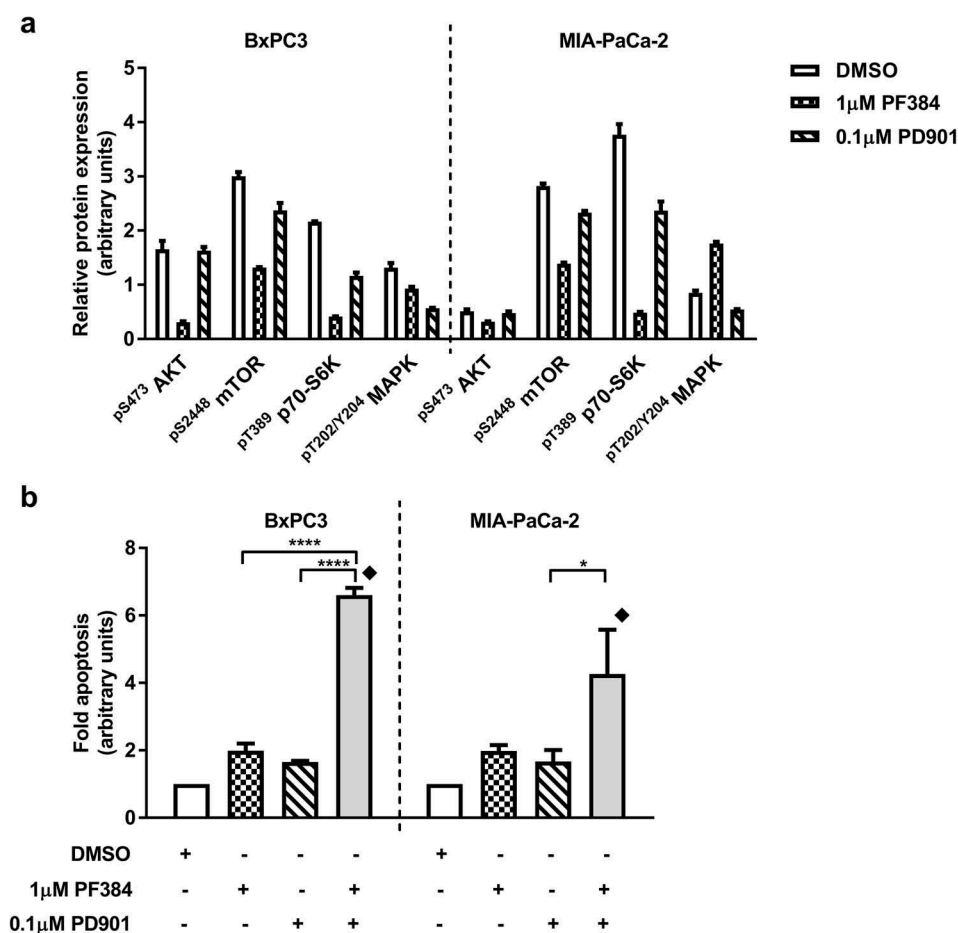 a
BxPC3
MIA-PaCa-2
DMSO
1μM PF384
0.1μM PD901
Relative protein expression
(arbitrary units)
5
4
3
2
1
0
pS473 AKT
pS2448 mTOR
pT389 p70-S6K
pT202/Y204 MAPK
pS473 AKT
pS2448 mTOR
pT389 p70-S6K
pT202/Y204 MAPK
b
BxPC3
MIA-PaCa-2
Fold apoptosis
(arbitrary units)
8
6
4
2
0
****
****
*
DMSO + - - - + - - -
1μM PF384 - + - + - + - +
0.1μM PD901 - - + + - - + +